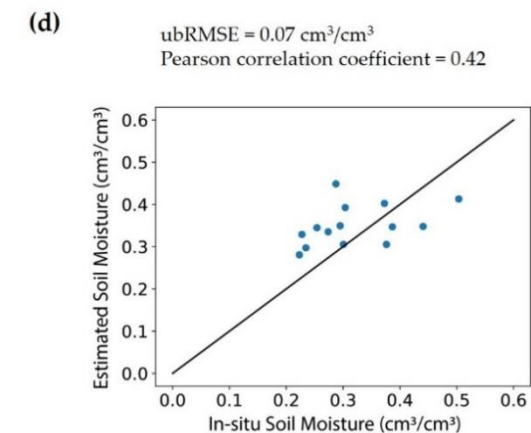 (d)
ubRMSE = 0.07 cm³/cm³
Pearson correlation coefficient = 0.42
Estimated Soil Moisture (cm³/cm³)
0.6
0.5
0.4
0.3
0.2
0.1
0.0
0.0 0.1 0.2 0.3 0.4 0.5 0.6
In-situ Soil Moisture (cm³/cm³)